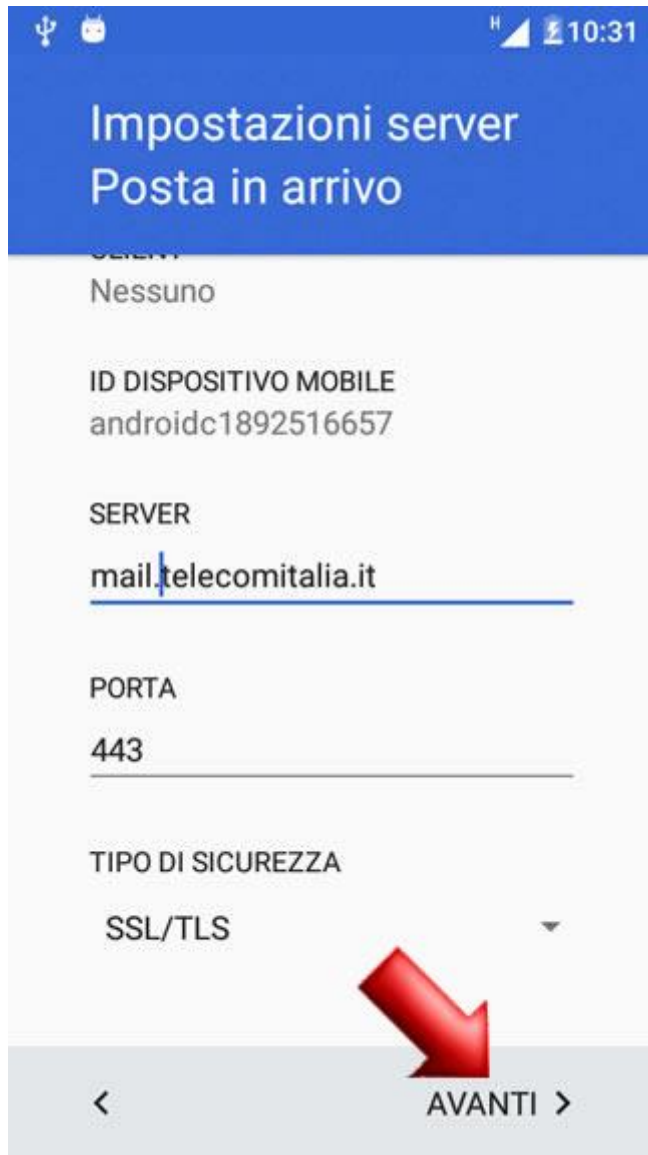 H 10:31
Impostazioni server
Posta in arrivo
CLIENT
Nessuno
ID DISPOSITIVO MOBILE
androidc1892516657
SERVER
mail.telecomitalia.it
PORTA
443
TIPO DI SICUREZZA
SSL/TLS
< AVANTI >